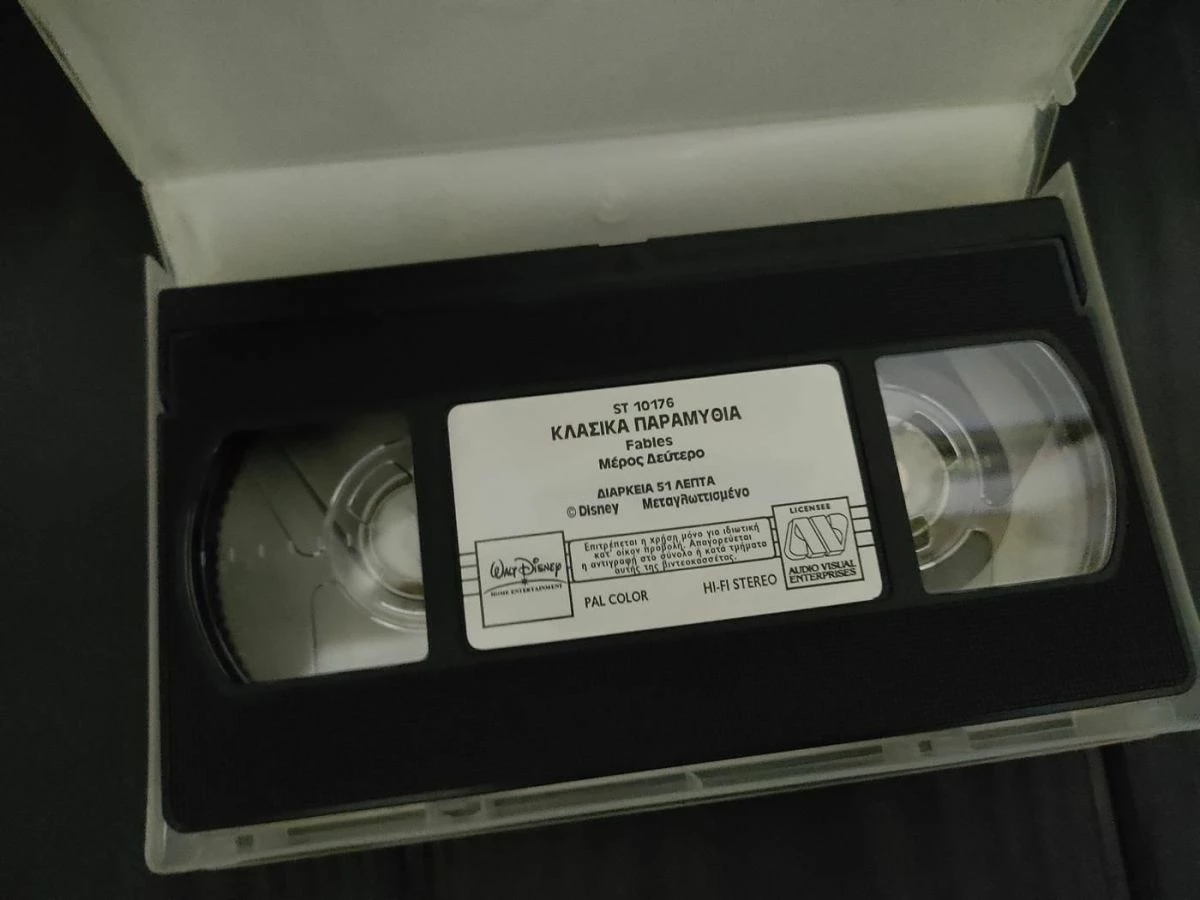 ST 10176
ΚΛΑΣΙΚΑ ΠΑΡΑΜΥΘΙΑ
Fables
Μέρος Δεύτερο
ΔΙΑΡΚΕΙΑ 51 ΛΕΠΤΑ
© Disney Μεταγλωττισμένο
WALT DISNEY
HOME ENTERTAINMENT
Επιτρέπεται η χρήση μόνο για ιδιωτική
κατ' οίκον προβολή. Απαγορεύεται
η αντιγραφή στο σύνολο ή κατά τμήματα
αυτής της βιντεοκασσέτας.
LICENSEE
AUDIO VISUAL
ENTERPRISES
PAL COLOR HI-FI STEREO